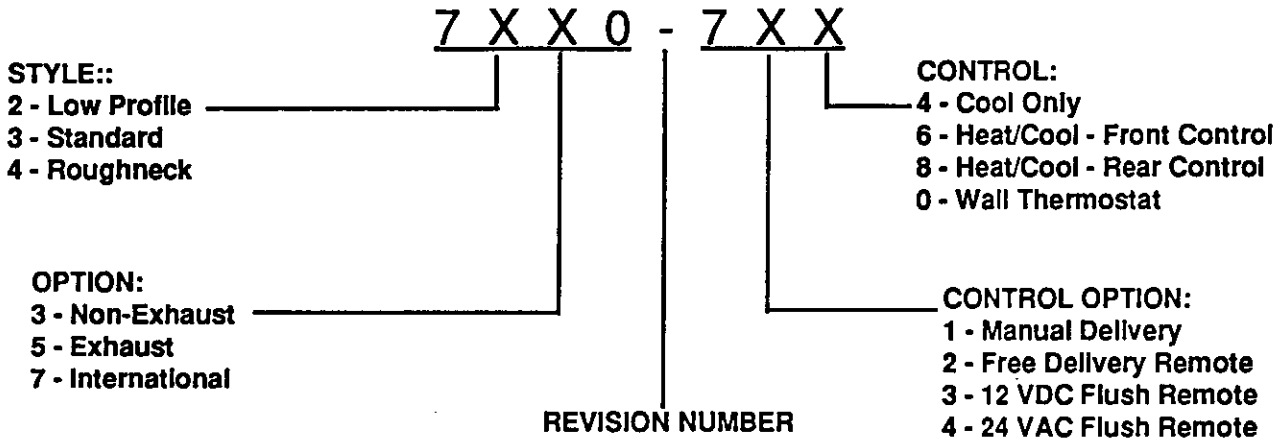 7 X X 0 - 7 X X
STYLE::
2 - Low Profile
3 - Standard
4 - Roughneck
CONTROL:
4 - Cool Only
6 - Heat/Cool - Front Control
8 - Heat/Cool - Rear Control
0 - Wall Thermostat
OPTION:
3 - Non-Exhaust
5 - Exhaust
7 - International
CONTROL OPTION:
1 - Manual Delivery
2 - Free Delivery Remote
3 - 12 VDC Flush Remote
4 - 24 VAC Flush Remote
REVISION NUMBER